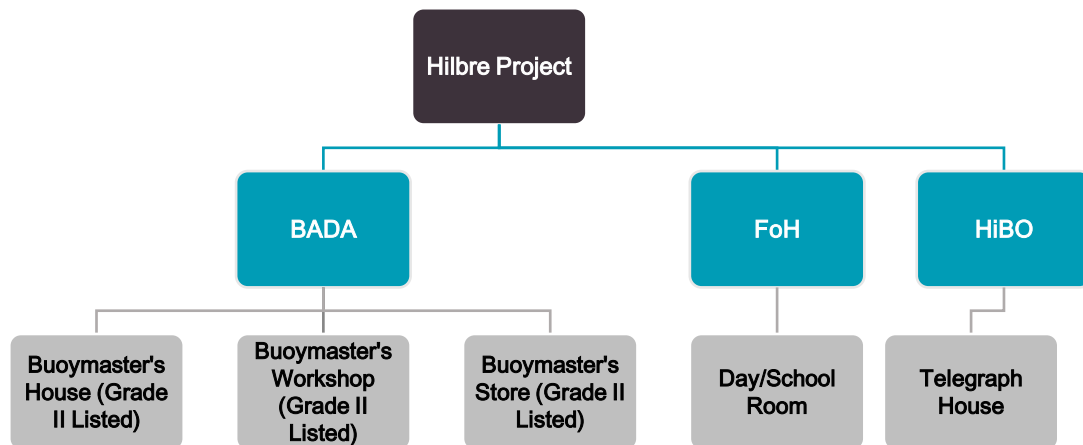 Hilbre Project
BADA
FoH
HiBO
Buoymaster's
House (Grade
II Listed)
Buoymaster's
Workshop
(Grade II
Listed)
Buoymaster's
Store (Grade II
Listed)
Day/School
Room
Telegraph
House